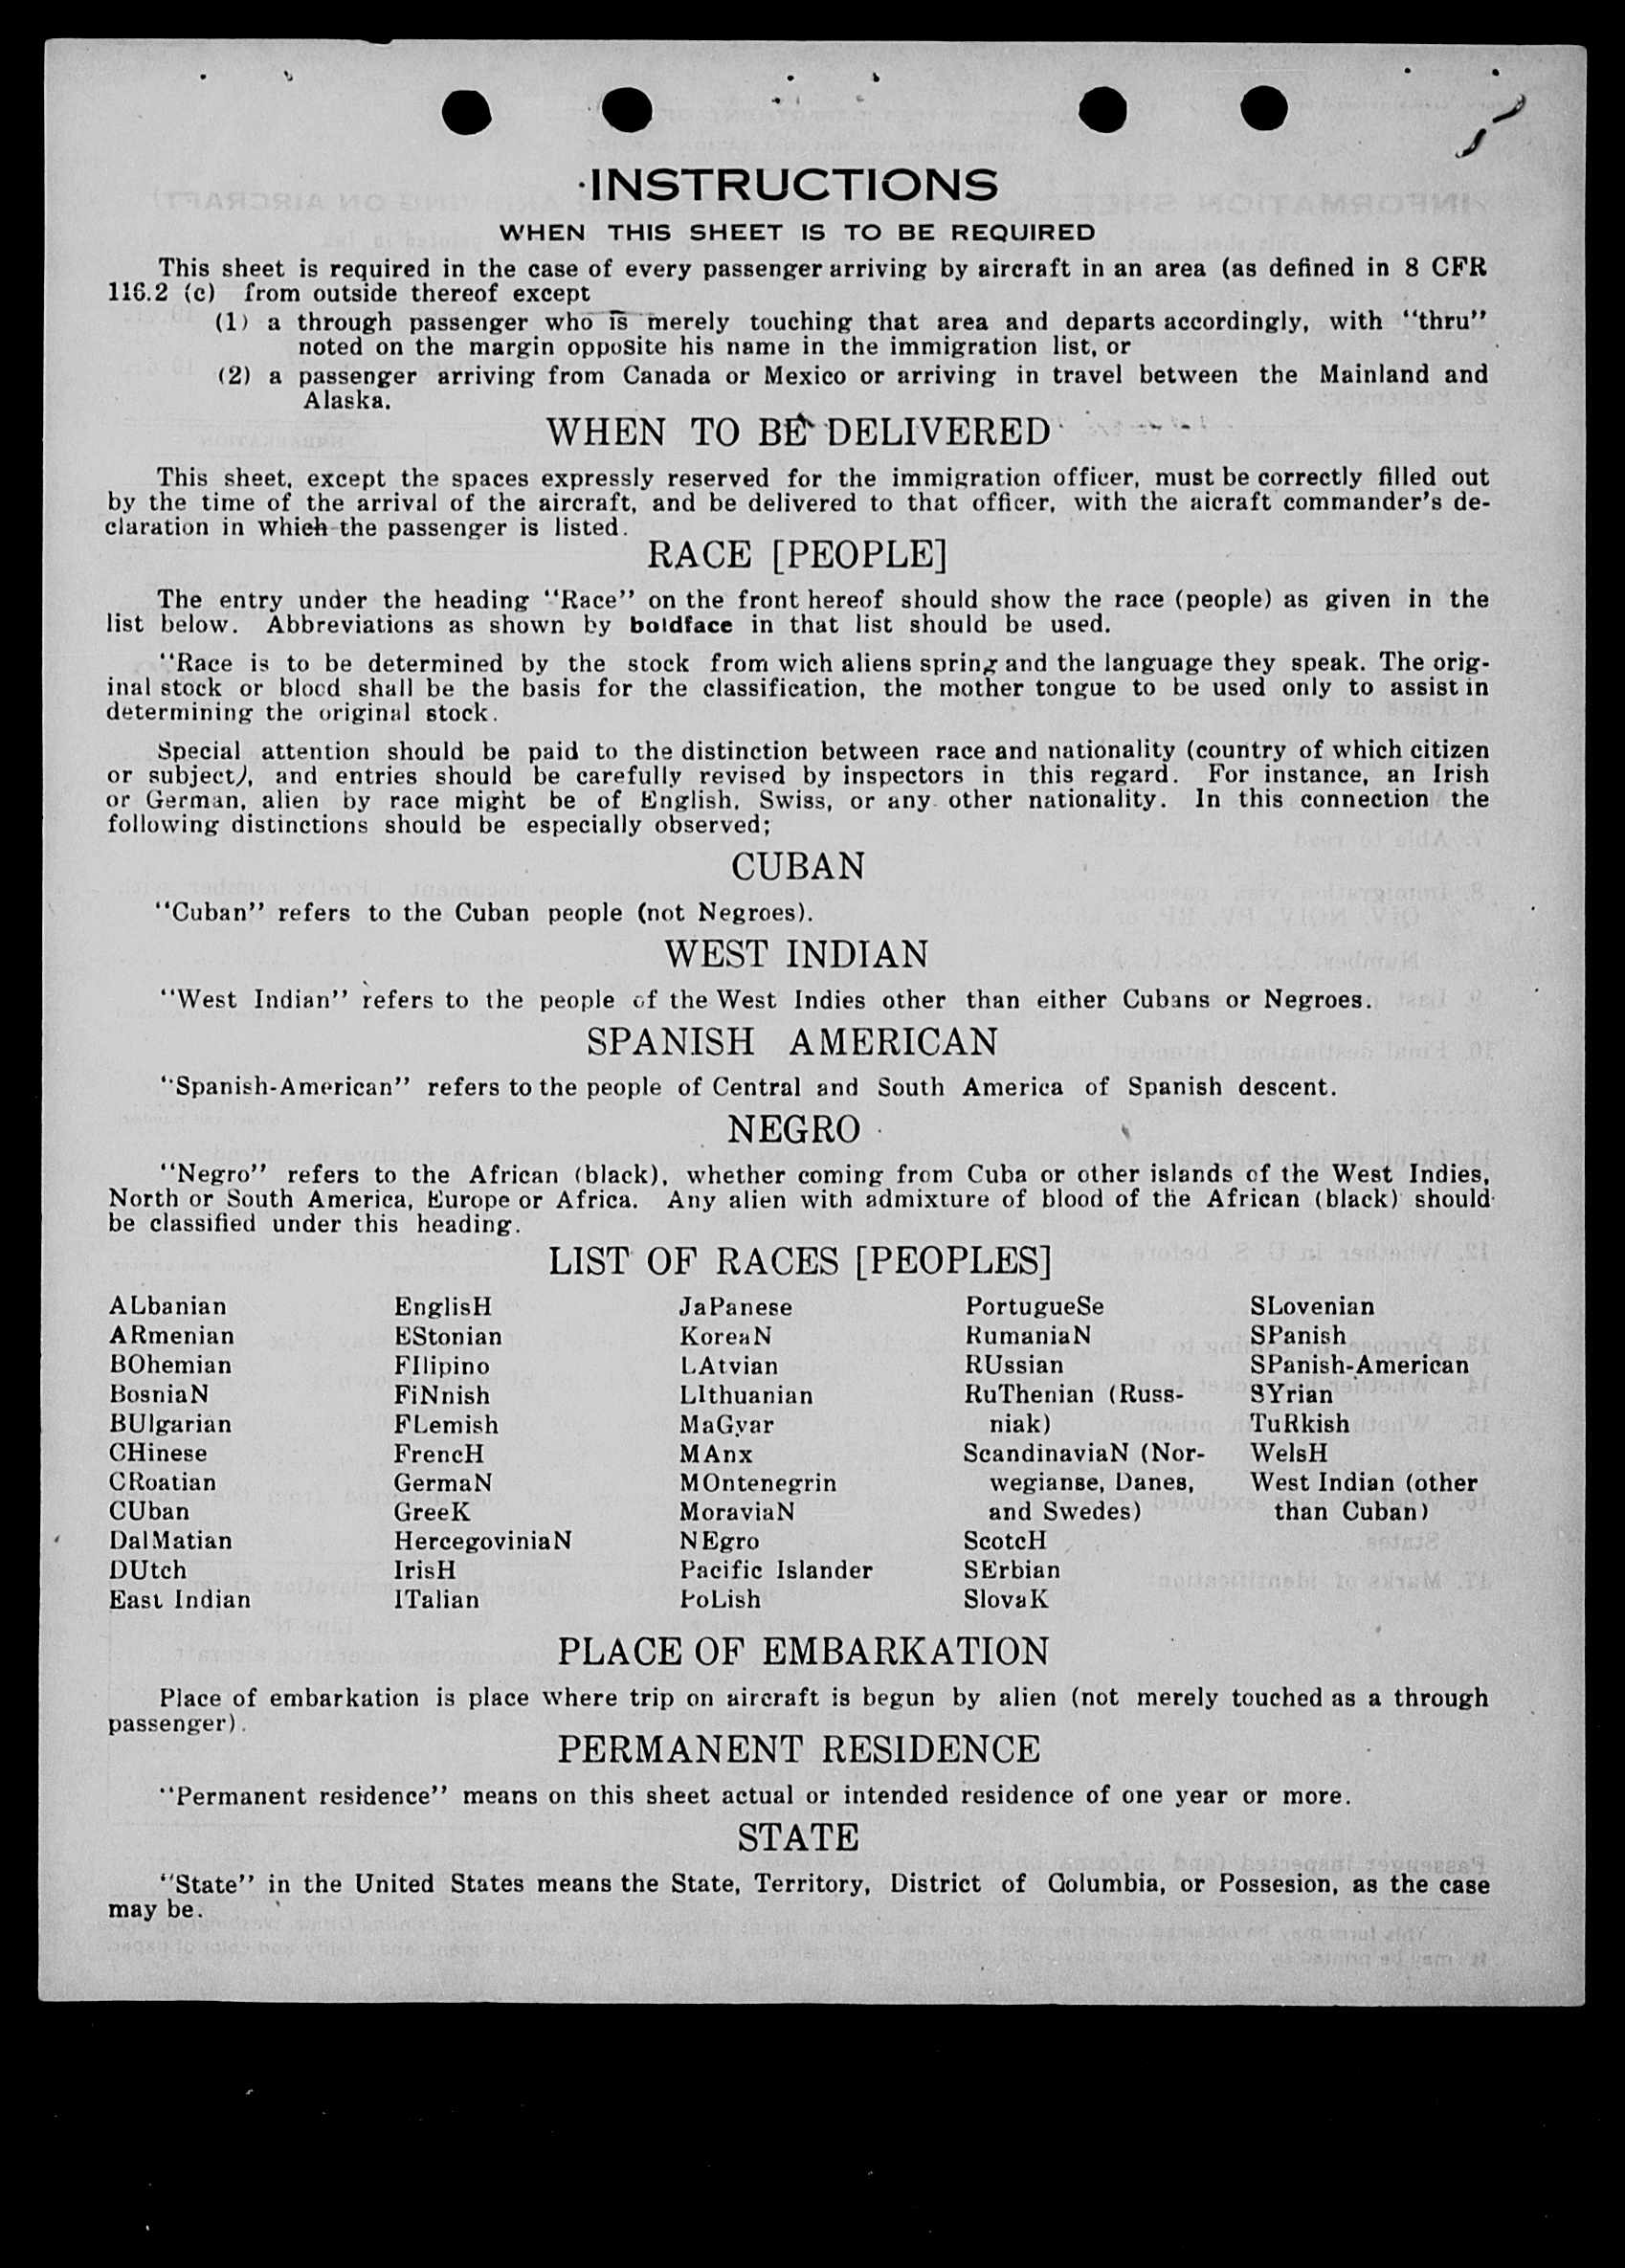 INSTRUCTIONS
WHEN THIS SHEET IS TO BE REQUIRED
This sheet is required in the case of every passenger arriving by aircraft in an area (as defined in 8 CFR
116.2 (c) from outside thereof except
(1) a through passenger who is merely touching that area and departs accordingly, with "thru"
noted on the margin opposite his name in the immigration list, or
(2) a passenger arriving from Canada or Mexico or arriving in travel between the Mainland and
Alaska.
WHEN TO BE DELIVERED
This sheet, except the spaces expressly reserved for the immigration officer, must be correctly filled out
by the time of the arrival of the aircraft, and be delivered to that officer, with the aicraft commander's de-
claration in which the passenger is listed.
RACE [PEOPLE]
The entry under the heading "Race" on the front hereof should show the race (people) as given in the
list below. Abbreviations as shown by boldface in that list should be used.
"Race is to be determined by the stock from wich aliens spring and the language they speak. The orig-
inal stock or blood shall be the basis for the classification, the mother tongue to be used only to assist in
determining the original stock.
Special attention should be paid to the distinction between race and nationality (country of which citizen
or subject), and entries should be carefully revised by inspectors in this regard. For instance, an Irish
or German, alien by race might be of English, Swiss, or any other nationality. In this connection the
following distinctions should be especially observed;
CUBAN
"Cuban" refers to the Cuban people (not Negroes).
WEST INDIAN
"West Indian" refers to the people of the West Indies other than either Cubans or Negroes.
SPANISH AMERICAN
"Spanish-American" refers to the people of Central and South America of Spanish descent.
NEGRO
"Negro" refers to the African (black), whether coming from Cuba or other islands of the West Indies,
North or South America, Europe or Africa. Any alien with admixture of blood of the African (black) should
be classified under this heading.
LIST OF RACES [PEOPLES]
ALbanian
ARmenian
BOhemian
BosniaN
BUlgarian
CHinese
CRoatian
CUban
DalMatian
DUtch
East Indian
EnglisH
EStonian
FIlipino
FiNnish
FLemish
FrencH
GermaN
GreeK
HercegoviniaN
IrisH
ITalian
JaPanese
KoreaN
LAtvian
LIthuanian
MaGyar
MAnx
MOntenegrin
MoraviaN
NEgro
Pacific Islander
PoLish
PortugueSe
RumaniaN
RUssian
RuThenian (Russ-
niak)
ScandinaviaN (Nor-
wegianse, Danes,
and Swedes)
ScotcH
SErbian
SlovaK
SLovenian
SPanish
SPanish-American
SYrian
TuRkish
WelsH
West Indian (other
than Cuban)
PLACE OF EMBARKATION
Place of embarkation is place where trip on aircraft is begun by alien (not merely touched as a through
passenger).
PERMANENT RESIDENCE
"Permanent residence" means on this sheet actual or intended residence of one year or more.
STATE
"State" in the United States means the State, Territory, District of Columbia, or Possesion, as the case
may be.